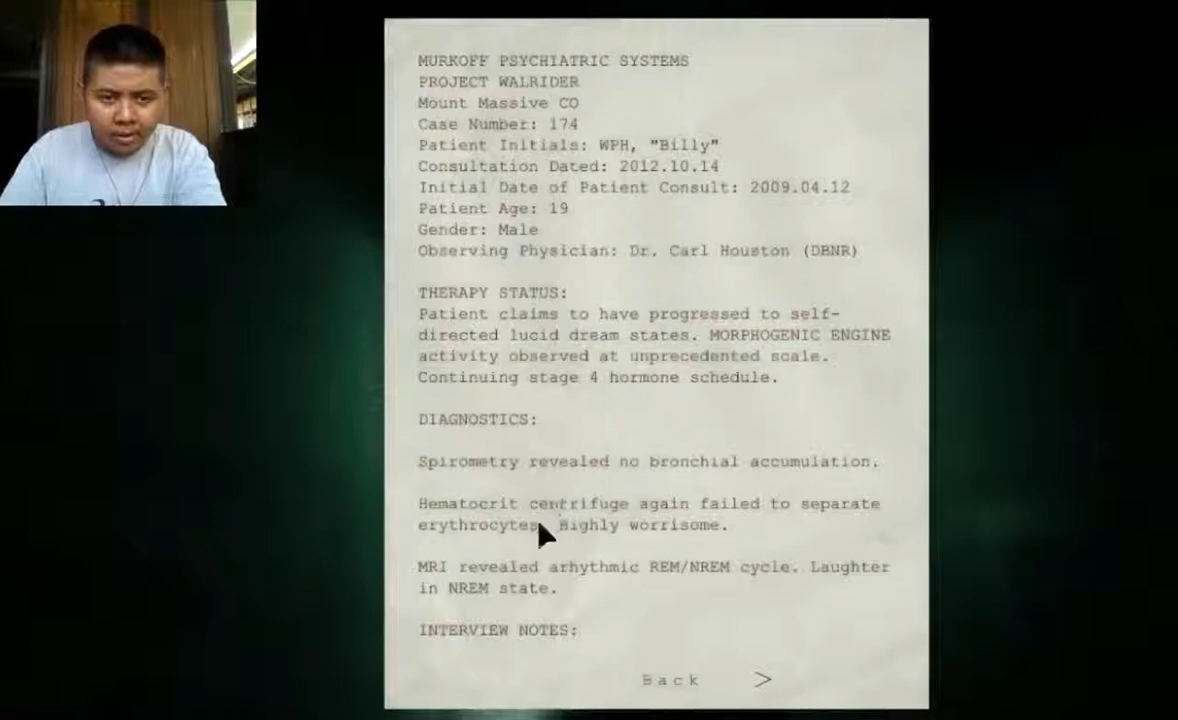 MURKOFF PSYCHIATRIC SYSTEMS
PROJECT WALRIDER
Mount Massive CO
Case Number: 174
Patient Initials: WPH, "Billy"
Consultation Dated: 2012.10.14
Initial Date of Patient Consult: 2009.04.12
Patient Age: 19
Gender: Male
Observing Physician: Dr. Carl Houston (DBNR)
THERAPY STATUS:
Patient claims to have progressed to self-
directed lucid dream states. MORPHOGENIC ENGINE
activity observed at unprecedented scale.
Continuing stage 4 hormone schedule.
DIAGNOSTICS:
Spirometry revealed no bronchial accumulation.
Hematocrit centrifuge again failed to separate
erythrocytes. Highly worrisome.
MRI revealed arhythmic REM/NREM cycle. Laughter
in NREM state.
INTERVIEW NOTES:
Back >